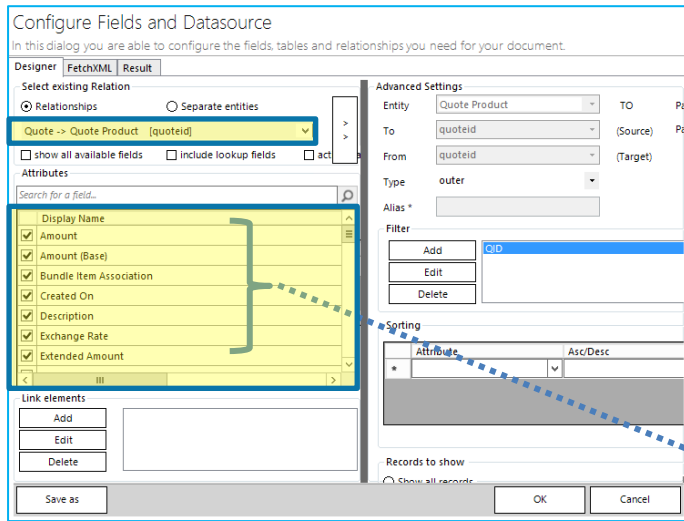 Configure Fields and Datasource
In this dialog you are able to configure the fields, tables and relationships you need for your document.
Designer FetchXML Result
Select existing Relation
Relationships Separate entities
Quote -> Quote Product [quoteid]
show all available fields include lookup fields
Attributes
Search for a field...
Display Name
Amount
Amount (Base)
Bundle Item Association
Created On
Description
Exchange Rate
Extended Amount
Link elements
Add
Edit
Delete
Save as
> >
Advanced Settings
Entity Quote Product TO
To quoteid (Source)
From quoteid (Target)
Type outer
Alias *
Filter
Add QID
Edit
Delete
Sorting
Attribute Asc/Desc
*
Records to show
Show all records
OK Cancel